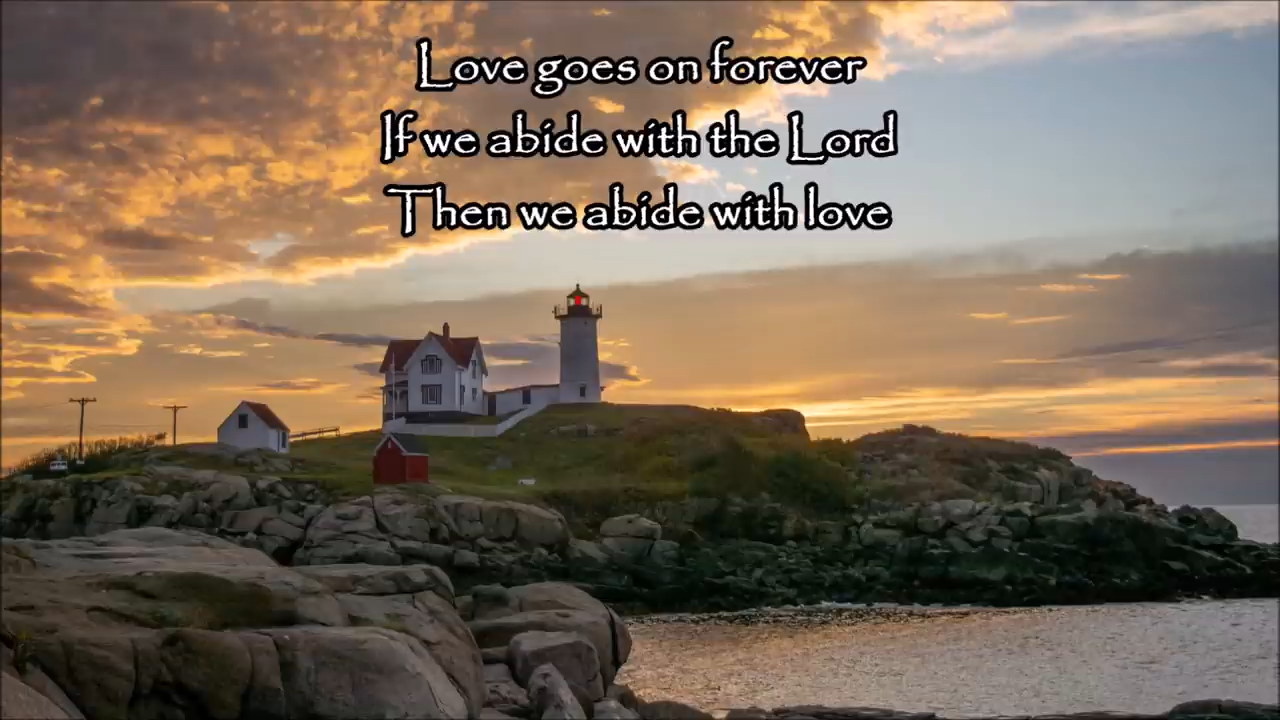 Love goes on forever
If we abide with the Lord
Then we abide with love